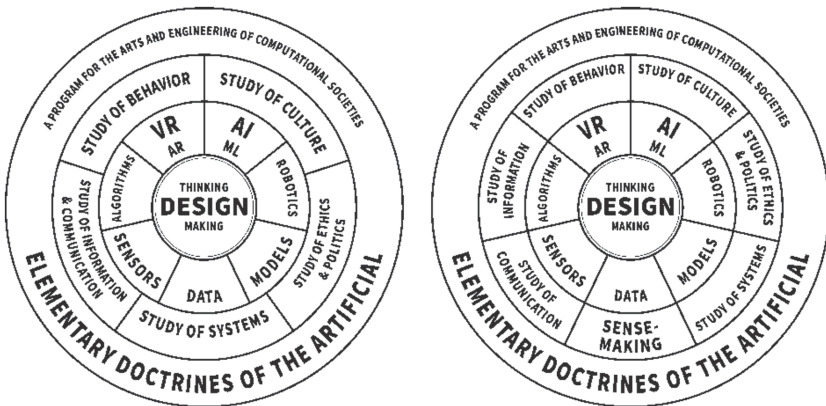 A PROGRAM FOR THE ARTS AND ENGINEERING OF COMPUTATIONAL SOCIETIES
STUDY OF BEHAVIOR
STUDY OF CULTURE
STUDY OF ETHICS
& POLITICS
STUDY OF SYSTEMS
STUDY OF INFORMATION
& COMMUNICATION
VR
AR
AI
ML
ROBOTICS
MODELS
DATA
SENSORS
ALGORITHMS
THINKING
DESIGN
MAKING
ELEMENTARY DOCTRINES OF THE ARTIFICIAL
A PROGRAM FOR THE ARTS AND ENGINEERING OF COMPUTATIONAL SOCIETIES
STUDY OF BEHAVIOR
STUDY OF CULTURE
STUDY OF ETHICS
& POLITICS
STUDY OF SYSTEMS
SENSE-
MAKING
STUDY OF
COMMUNICATION
STUDY OF
INFORMATION
VR
AR
AI
ML
ROBOTICS
MODELS
DATA
SENSORS
ALGORITHMS
THINKING
DESIGN
MAKING
ELEMENTARY DOCTRINES OF THE ARTIFICIAL